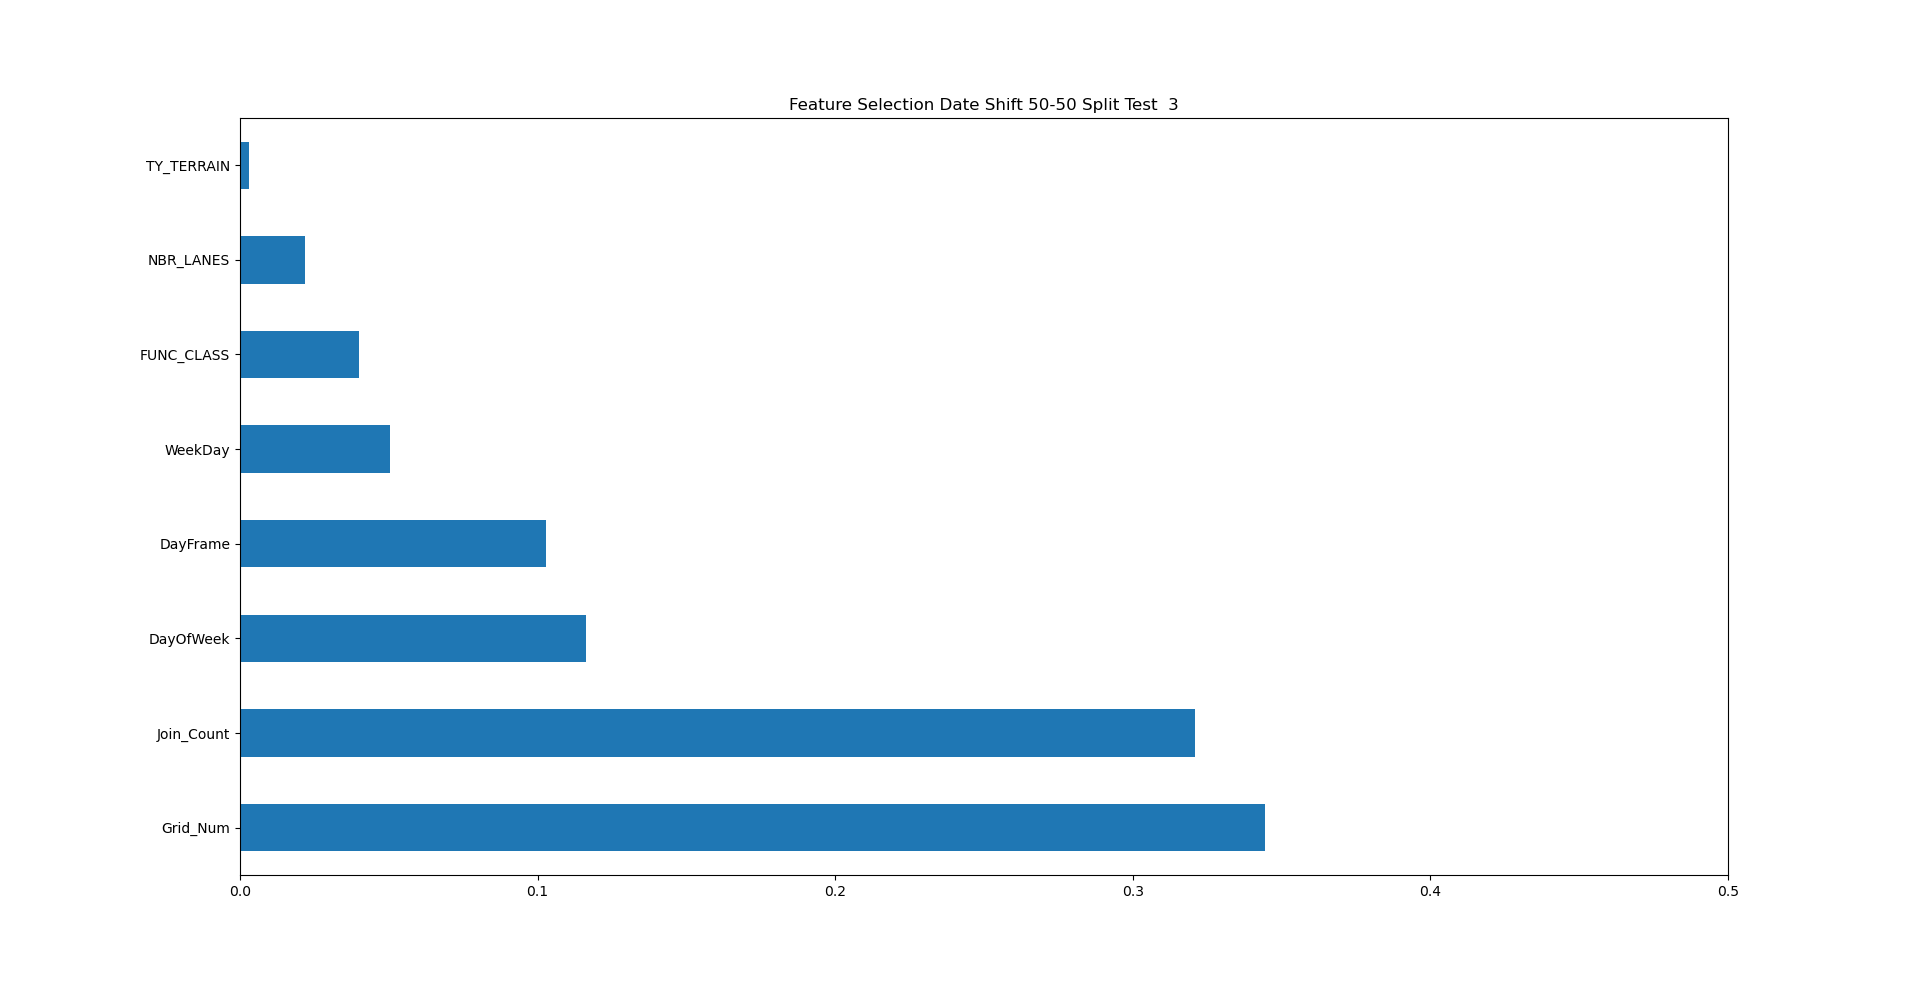 Feature Selection Date Shift 50-50 Split Test  3
TY_TERRAIN
NBR_LANES
FUNC_CLASS
WeekDay
DayFrame
DayOfWeek
Join_Count
Grid_Num
0.0 0.1 0.2 0.3 0.4 0.5